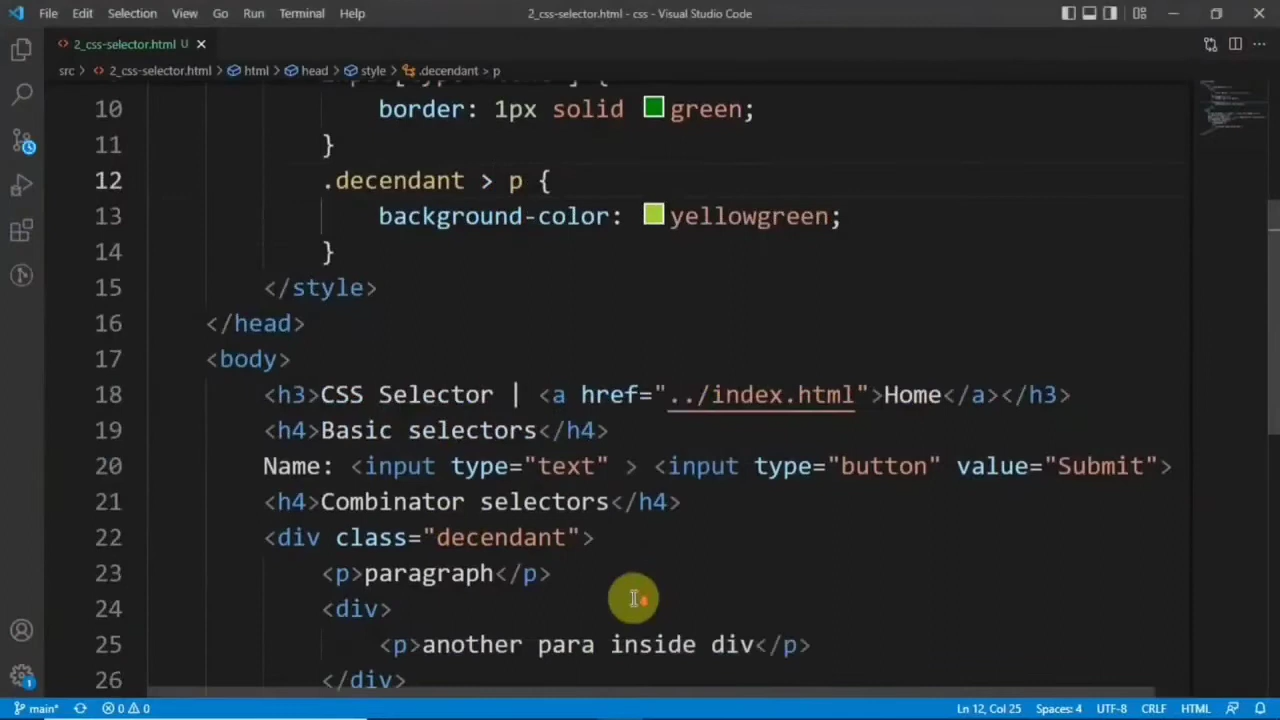 File Edit Selection View Go Run Terminal Help 2_css-selector.html - css - Visual Studio Code
2_css-selector.html U
src > 2_css-selector.html > html > head > style > .decendant > p
10 border: 1px solid green;
11 }
12 .decendant > p {
13 background-color: yellowgreen;
14 }
15 </style>
16 </head>
17 <body>
18 <h3>CSS Selector | <a href="../index.html">Home</a></h3>
19 <h4>Basic selectors</h4>
20 Name: <input type="text" > <input type="button" value="Submit">
21 <h4>Combinator selectors</h4>
22 <div class="decendant">
23 <p>paragraph</p>
24 <div>
25 <p>another para inside div</p>
26 </div>
main* 0 0 Ln 12, Col 25 Spaces: 4 UTF-8 CRLF HTML
1